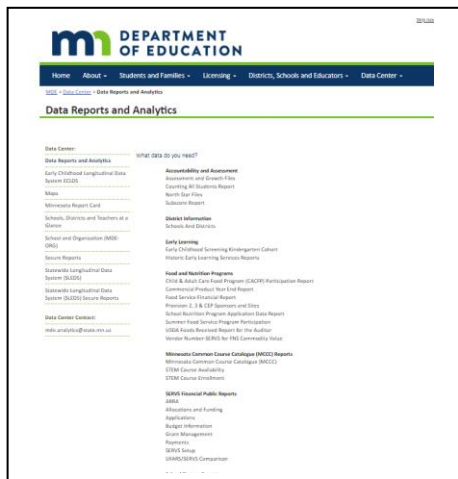 DEPARTMENT
OF EDUCATION
Home About Students and Families Licensing Districts, Schools and Educators Data Center
MDE > Data Center > Data Reports and Analytics
Data Reports and Analytics
Data Center:
Data Reports and Analytics
Early Childhood Longitudinal Data
System ECLDS
Maps
Minnesota Report Card
Schools, Districts and Teachers at a
Glance
School and Organization (MDE-
ORG)
Secure Reports
Statewide Longitudinal Data
System (SLEDS)
Statewide Longitudinal Data
System (SLEDS) Secure Reports
Data Center Contact:
mde.analytics@state.mn.us
What data do you need?
Accountability and Assessment
Assessment and Growth Files
Counting All Students Report
North Star Files
Subscore Report
District Information
Schools And Districts
Early Learning
Early Childhood Screening Kindergarten Cohort
Historic Early Learning Services Reports
Food and Nutrition Programs
Child & Adult Care Food Program (CACFP) Participation Report
Commercial Product Year End Report
Food Service Financial Report
Provision 2, 3 & CEP Sponsors and Sites
School Nutrition Program Application Data Report
Summer Food Service Program Participation
USDA Foods Received Report for the Auditor
Vendor Number-SERVS for FNS Commodity Value
Minnesota Common Course Catalogue (MCCC) Reports
Minnesota Common Course Catalogue (MCCC)
STEM Course Availability
STEM Course Enrollment
SERVS Financial Public Reports
ARRA
Allocations and Funding
Applications
Budget Information
Grant Management
Payments
SERVS Setup
UFARS/SERVS Comparison